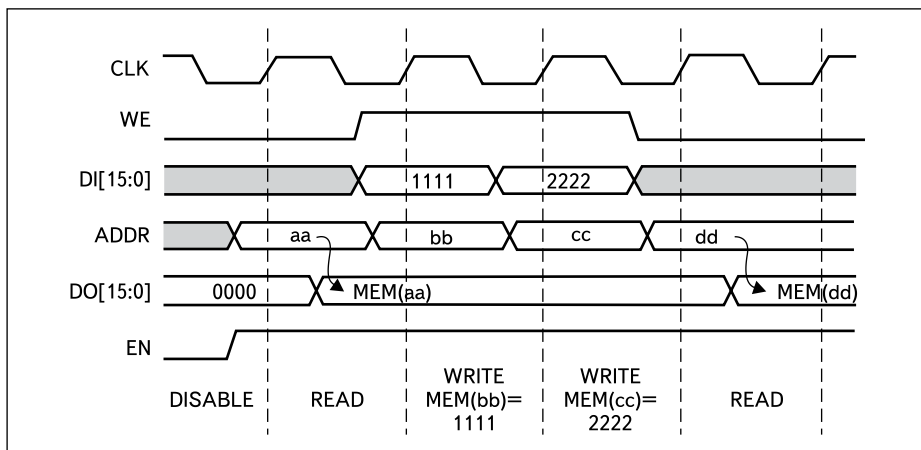 CLK
WE
DI[15:0]
1111
2222
ADDR
aa
bb
cc
dd
DO[15:0]
0000
MEM(aa)
MEM(dd)
EN
DISABLE
READ
WRITE
MEM(bb)=
1111
WRITE
MEM(cc)=
2222
READ